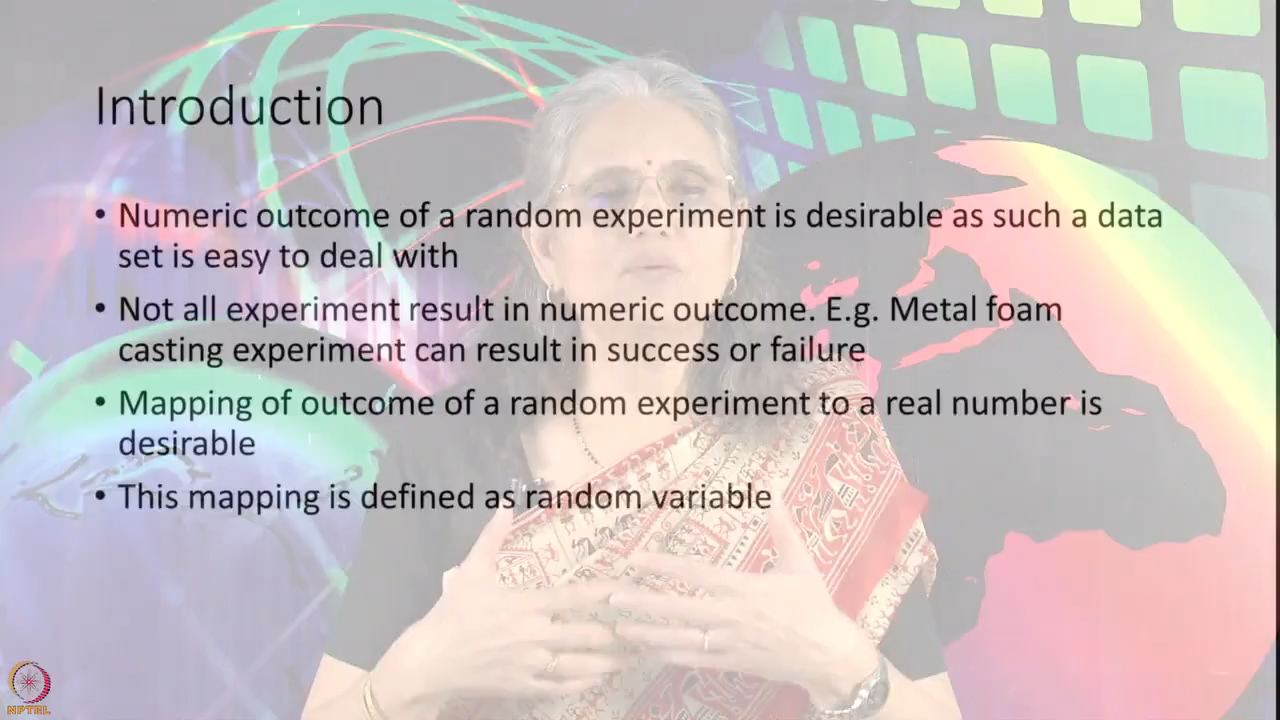 Introduction
• Numeric outcome of a random experiment is desirable as such a data
set is easy to deal with
• Not all experiment result in numeric outcome. E.g. Metal foam
casting experiment can result in success or failure
• Mapping of outcome of a random experiment to a real number is
desirable
• This mapping is defined as random variable
NPTEL